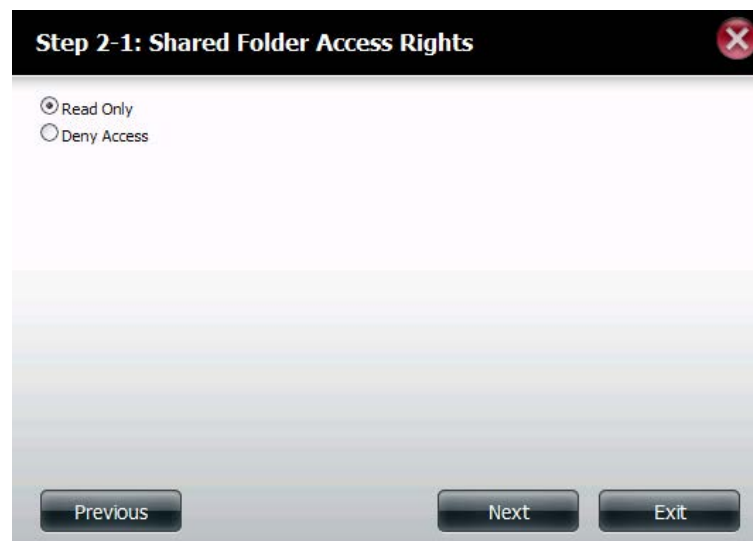 Step 2-1: Shared Folder Access Rights
Read Only
Deny Access
Previous Next Exit